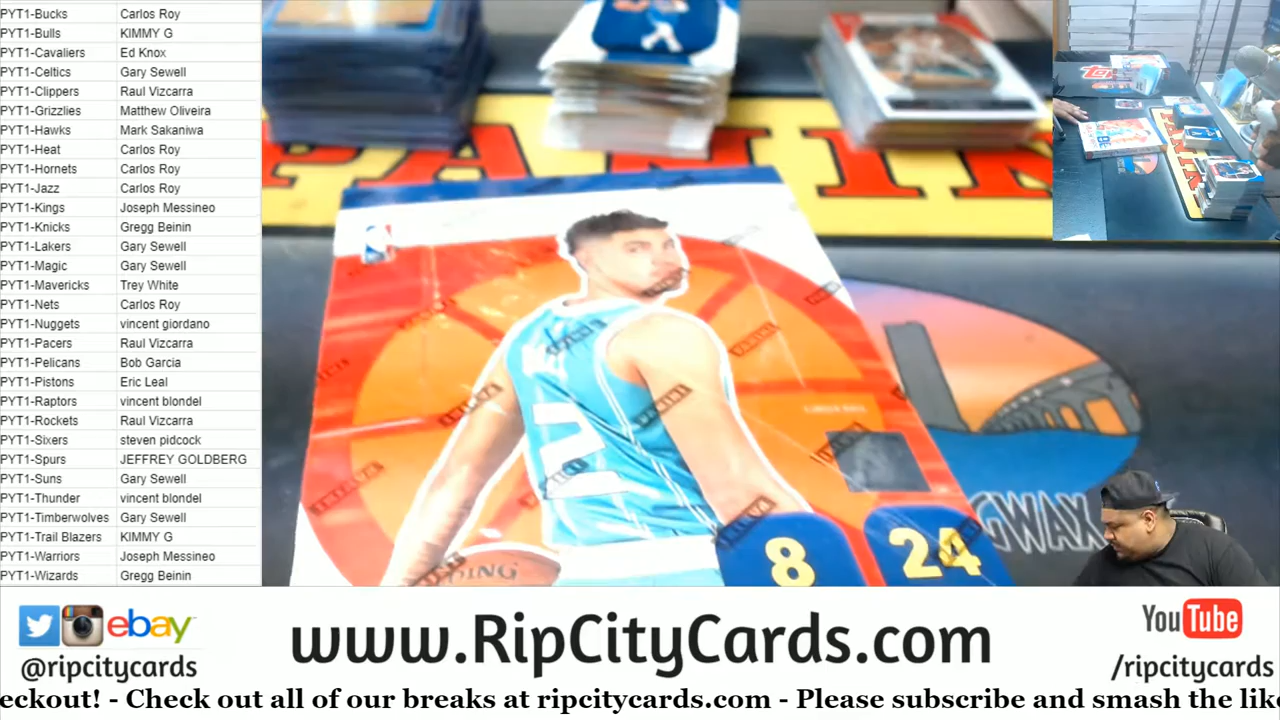 PYT1-Bucks Carlos Roy
PYT1-Bulls KIMMY G
PYT1-Cavaliers Ed Knox
PYT1-Celtics Gary Sewell
PYT1-Clippers Raul Vizcarra
PYT1-Grizzlies Matthew Oliveira
PYT1-Hawks Mark Sakaniwa
PYT1-Heat Carlos Roy
PYT1-Hornets Carlos Roy
PYT1-Jazz Carlos Roy
PYT1-Kings Joseph Messineo
PYT1-Knicks Gregg Beinin
PYT1-Lakers Gary Sewell
PYT1-Magic Gary Sewell
PYT1-Mavericks Trey White
PYT1-Nets Carlos Roy
PYT1-Nuggets vincent giordano
PYT1-Pacers Raul Vizcarra
PYT1-Pelicans Bob Garcia
PYT1-Pistons Eric Leal
PYT1-Raptors vincent blondel
PYT1-Rockets Raul Vizcarra
PYT1-Sixers steven pidcock
PYT1-Spurs JEFFREY GOLDBERG
PYT1-Suns Gary Sewell
PYT1-Thunder vincent blondel
PYT1-Timberwolves Gary Sewell
PYT1-Trail Blazers KIMMY G
PYT1-Warriors Joseph Messineo
PYT1-Wizards Gregg Beinin
PANINI
8 24
GWAX
ebay
@ripcitycards
www.RipCityCards.com
YouTube
/ripcitycards
eckout! - Check out all of our breaks at ripcitycards.com - Please subscribe and smash the like